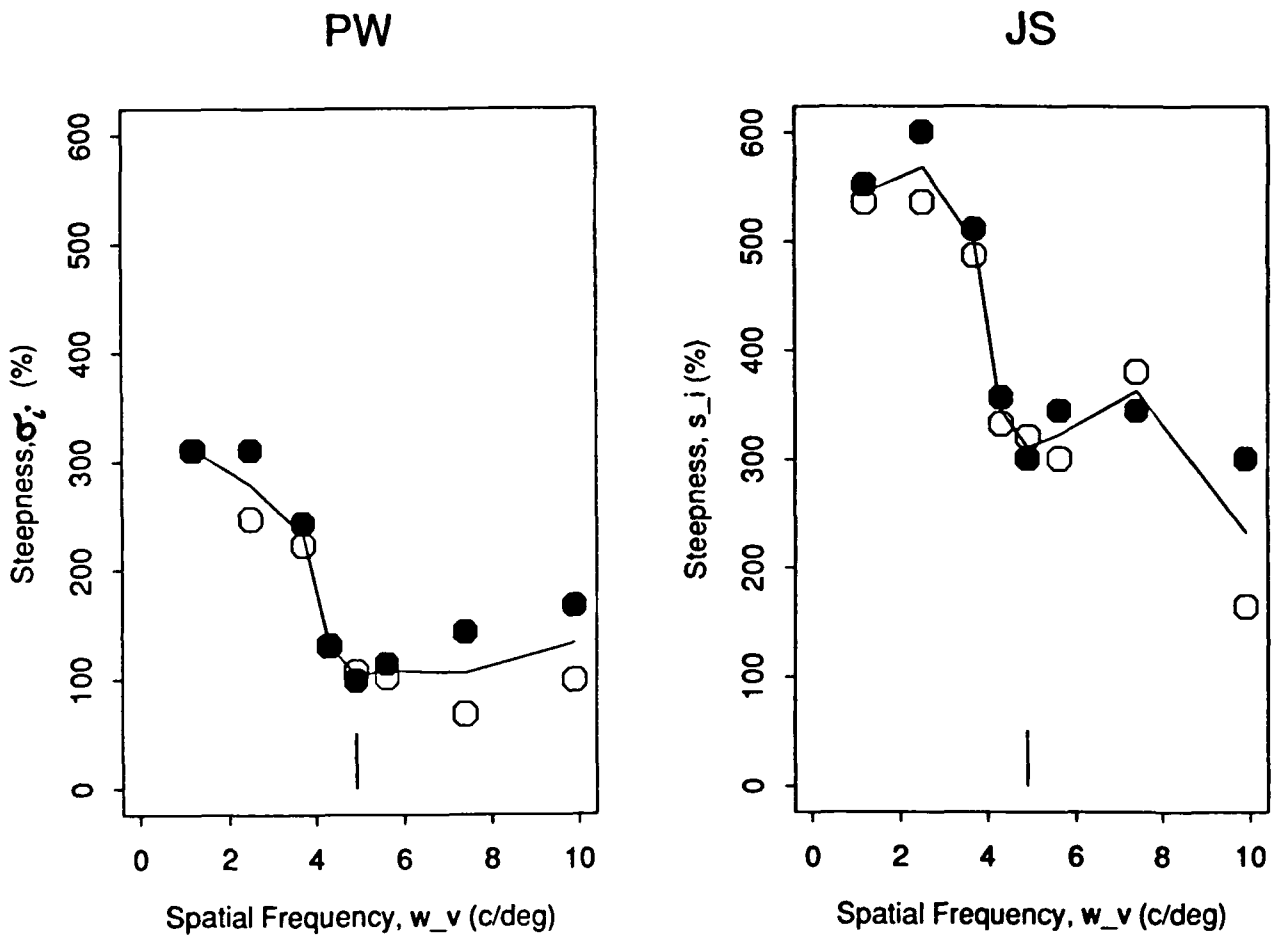 PW
JS
Steepness, σ_i. (%)
600
500
400
300
200
100
0
0 2 4 6 8 10
Spatial Frequency, w_v (c/deg)
Steepness, s_i (%)
600
500
400
300
200
100
0
0 2 4 6 8 10
Spatial Frequency, w_v (c/deg)